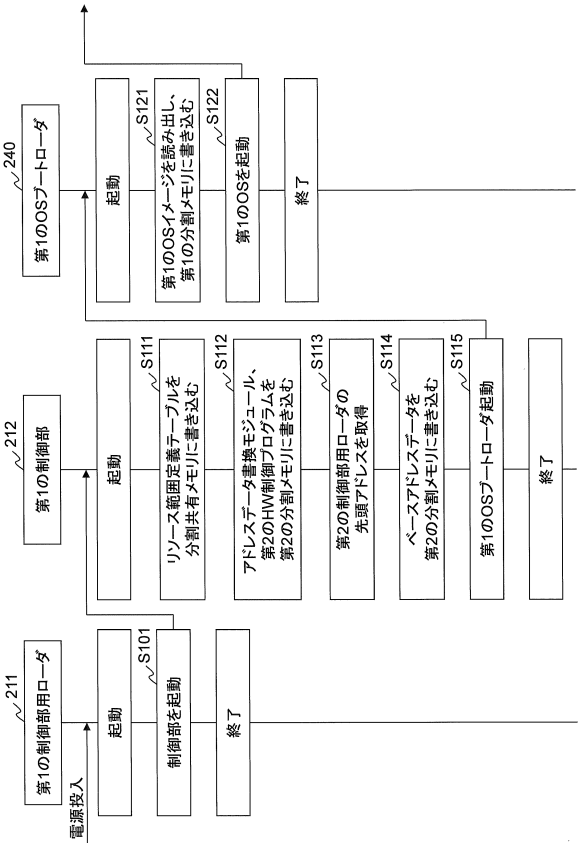 電源投入
211
第1の制御部用ローダ
起動
S101
制御部を起動
終了
212
第1の制御部
起動
S111
リソース範囲定義テーブルを
分割共有メモリに書き込む
S112
アドレスデータ書換モジュール、
第2のHW制御プログラムを
第2の分割メモリに書き込む
S113
第2の制御部用ローダの
先頭アドレスを取得
S114
ベースアドレスデータを
第2の分割メモリに書き込む
S115
第1のOSブートローダ起動
終了
240
第1のOSブートローダ
起動
S121
第1のOSイメージを読み出し、
第1の分割メモリに書き込む
S122
第1のOSを起動
終了